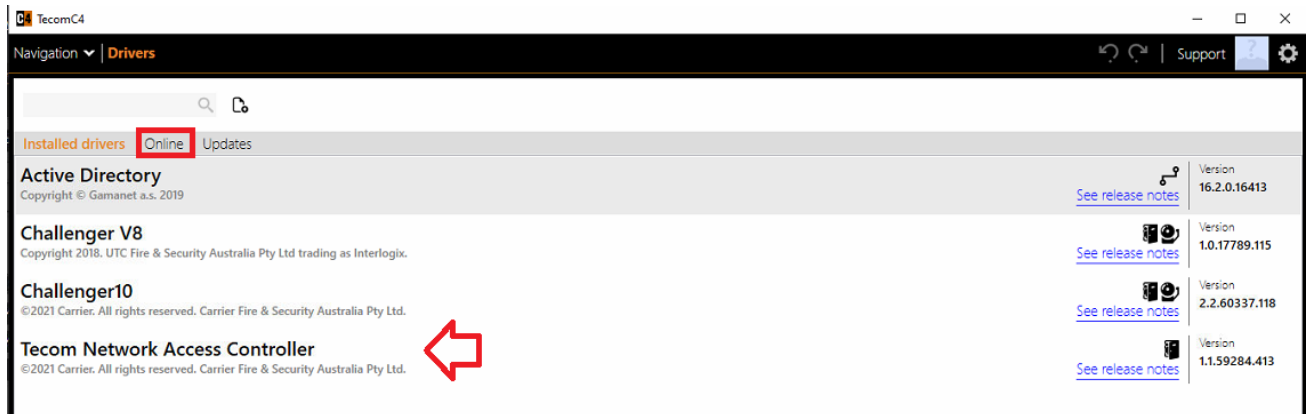 C4 TecomC4
Navigation Drivers Support
Installed drivers Online Updates
Active Directory
Copyright © Gamanet a.s. 2019
See release notes
Version
16.2.0.16413
Challenger V8
Copyright 2018. UTC Fire & Security Australia Pty Ltd trading as Interlogix.
See release notes
Version
1.0.17789.115
Challenger10
©2021 Carrier. All rights reserved. Carrier Fire & Security Australia Pty Ltd.
See release notes
Version
2.2.60337.118
Tecom Network Access Controller
©2021 Carrier. All rights reserved. Carrier Fire & Security Australia Pty Ltd.
See release notes
Version
1.1.59284.413